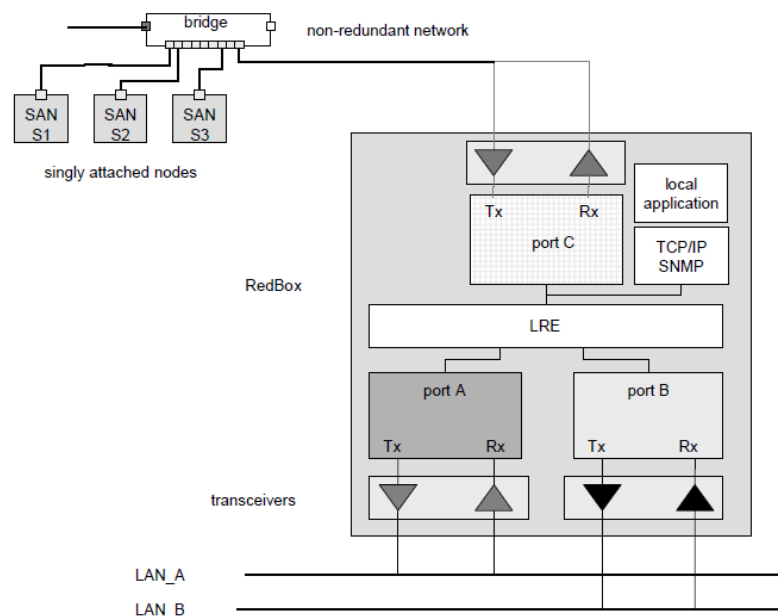 bridge
non-redundant network
SAN
S1
SAN
S2
SAN
S3
singly attached nodes
Tx
Rx
port C
local
application
TCP/IP
SNMP
RedBox
LRE
port A
port B
Tx
Rx
Tx
Rx
transceivers
LAN_A
LAN_B